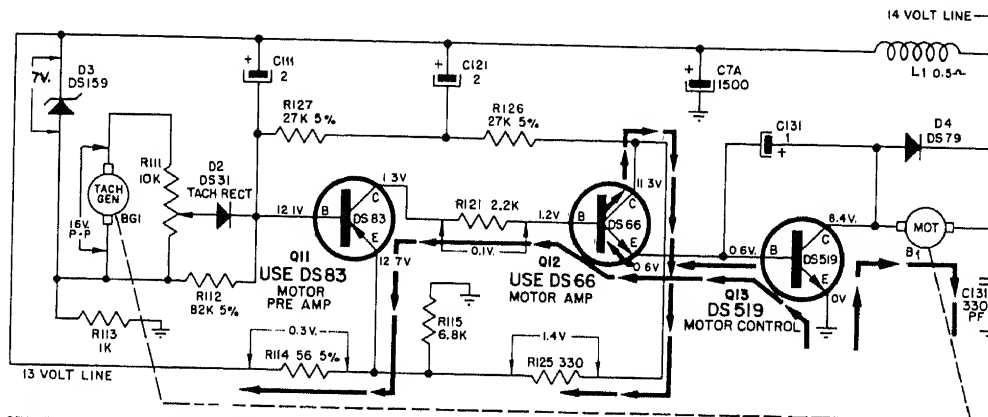 14 VOLT LINE
L1 0.5Ω
7V.
D3
DS159
+ C111
2
+ C121
2
+ C7A
1500
R127
27K 5%
R126
27K 5%
C131
1
+
D4
DS79
R111
10K
D2
DS31
TACH RECT
TACH
GEN
BG1
16V.
P-P
12.1V
B
C
DS83
E
1.3V
12.7V
R121 2.2K
0.1V.
1.2V.
B
C
DS66
E
11.3V
0.6V
0.6V.
B
C
DS519
E
8.4V.
0V
MOT
B1
Q11
USE DS83
MOTOR
PRE AMP
Q12
USE DS66
MOTOR AMP
Q13
DS519
MOTOR CONTROL
R112
82K 5%
R113
1K
R115
6.8K
0.3V.
R114 56 5%
1.4V
R125 330
C131
330
PF
13 VOLT LINE